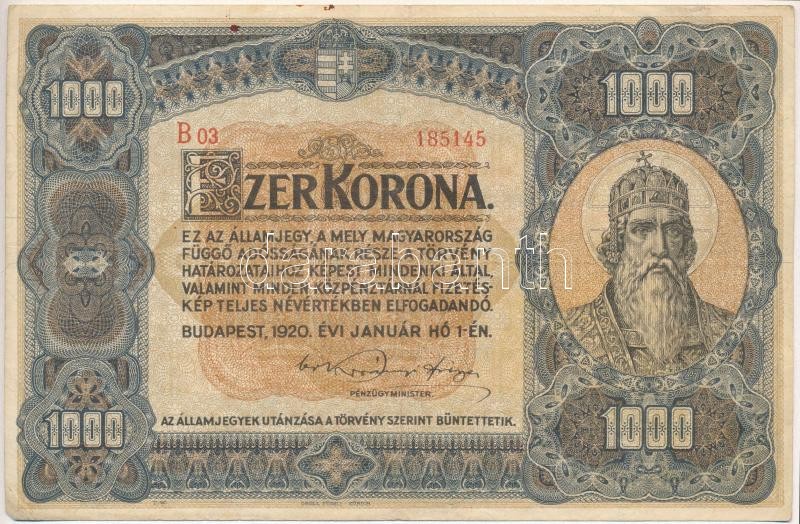 1000
1000
B 03
185145
EZER KORONA.
EZ AZ ÁLLAMJEGY, A MELY MAGYARORSZÁG
FÜGGŐ ADÓSSÁGÁNAK RÉSZE, A TÖRVÉNY
HATÁROZATAIHOZ KÉPEST MINDENKI ÁLTAL,
VALAMINT MINDEN KÖZPÉNZTÁRNÁL FIZETÉS-
KÉP TELJES NÉVÉRTÉKBEN ELFOGADANDÓ.
BUDAPEST, 1920. ÉVI JANUÁR HÓ 1-ÉN.
PÉNZÜGYMINISTER.
AZ ÁLLAMJEGYEK UTÁNZÁSA A TÖRVÉNY SZERINT BÜNTETTETIK.
1000
1000
darabanth